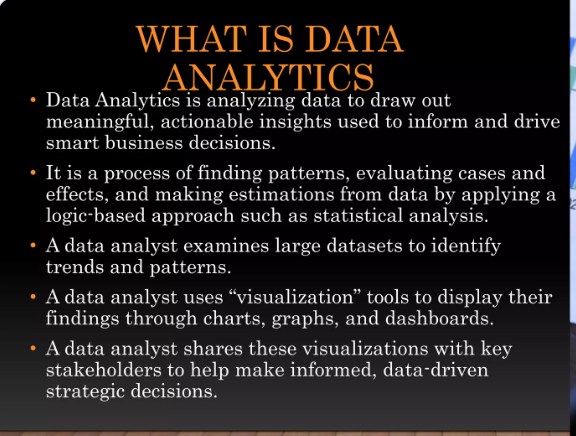 WHAT IS DATA
ANALYTICS
• Data Analytics is analyzing data to draw out
meaningful, actionable insights used to inform and drive
smart business decisions.
• It is a process of finding patterns, evaluating cases and
effects, and making estimations from data by applying a
logic-based approach such as statistical analysis.
• A data analyst examines large datasets to identify
trends and patterns.
• A data analyst uses “visualization” tools to display their
findings through charts, graphs, and dashboards.
• A data analyst shares these visualizations with key
stakeholders to help make informed, data-driven
strategic decisions.